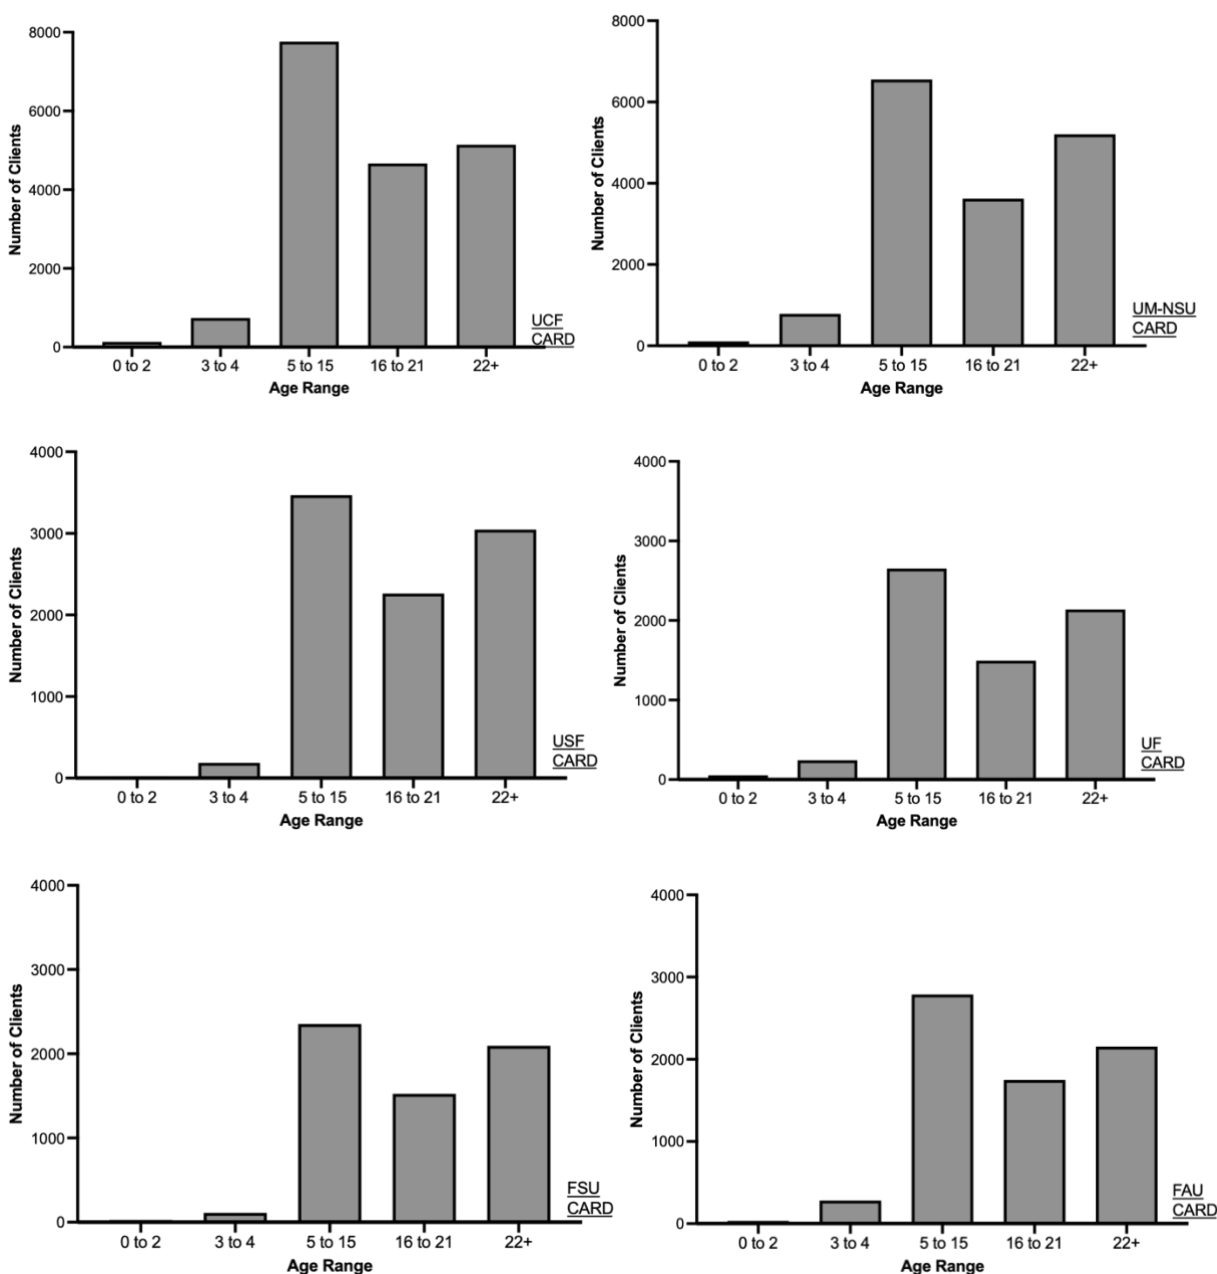 8000
6000
4000
2000
0
Number of Clients
0 to 2 3 to 4 5 to 15 16 to 21 22+
Age Range
UCF
CARD
8000
6000
4000
2000
0
Number of Clients
0 to 2 3 to 4 5 to 15 16 to 21 22+
Age Range
UM-NSU
CARD
4000
3000
2000
1000
0
Number of Clients
0 to 2 3 to 4 5 to 15 16 to 21 22+
Age Range
USF
CARD
4000
3000
2000
1000
0
Number of Clients
0 to 2 3 to 4 5 to 15 16 to 21 22+
Age Range
UF
CARD
4000
3000
2000
1000
0
Number of Clients
0 to 2 3 to 4 5 to 15 16 to 21 22+
Age Range
FSU
CARD
4000
3000
2000
1000
0
Number of Clients
0 to 2 3 to 4 5 to 15 16 to 21 22+
Age Range
FAU
CARD